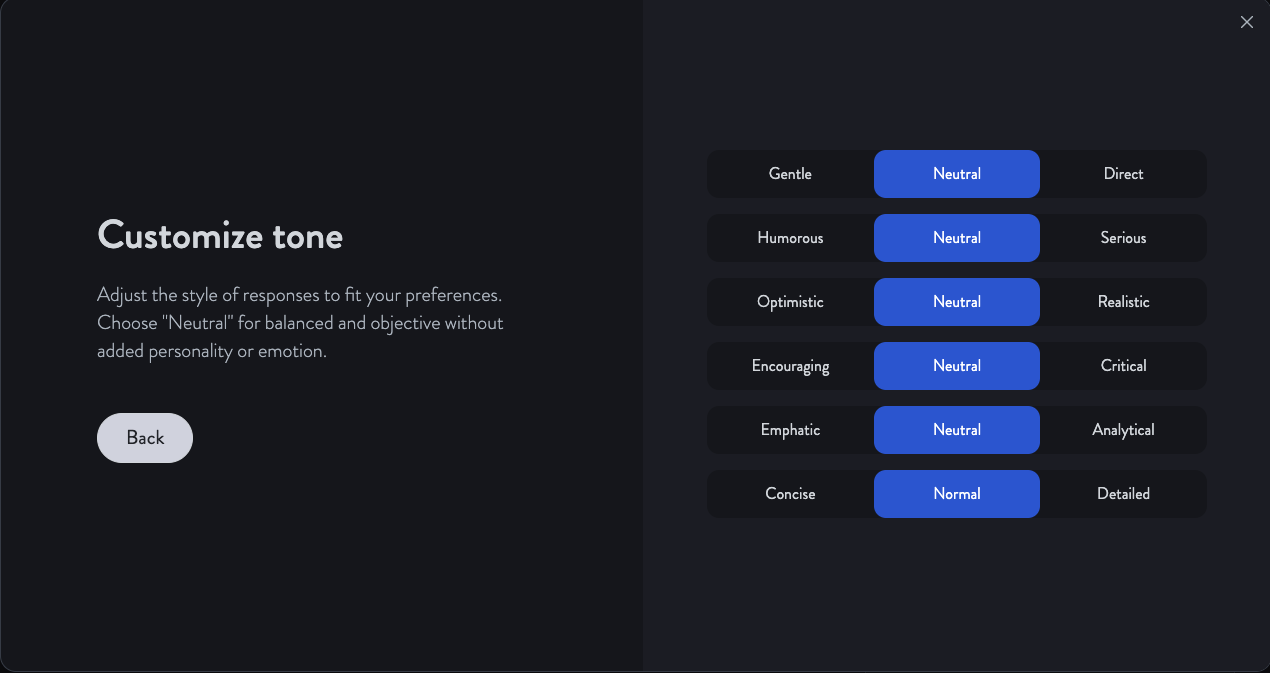 Customize tone
Adjust the style of responses to fit your preferences.
Choose "Neutral" for balanced and objective without
added personality or emotion.
Back
Gentle Neutral Direct
Humorous Neutral Serious
Optimistic Neutral Realistic
Encouraging Neutral Critical
Emphatic Neutral Analytical
Concise Normal Detailed